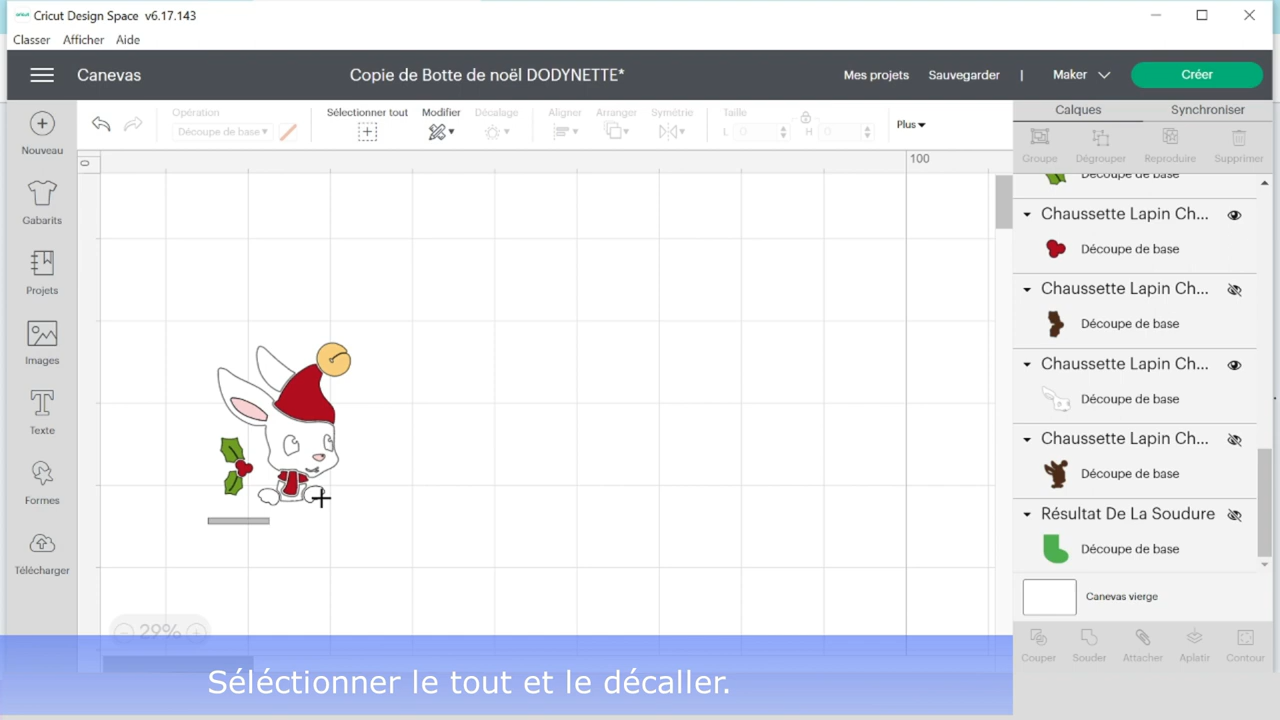 Cricut Design Space v6.17.143
Classer Afficher Aide
Canevas
Copie de Botte de noël DODYNETTE*
Mes projets Sauvegarder | Maker Créer
Nouveau
Gabarits
Projets
Images
Texte
Formes
Télécharger
Opération
Découpe de base
Sélectionner tout Modifier Décalage Aligner Arranger Symétrie Taille
L 0 H 0
Plus
0
100
29%
Calques Synchroniser
Groupe Dégrouper Reproduire Supprimer
Découpe de base
Chaussette Lapin Ch...
Découpe de base
Chaussette Lapin Ch...
Découpe de base
Chaussette Lapin Ch...
Découpe de base
Chaussette Lapin Ch...
Découpe de base
Résultat De La Soudure
Découpe de base
Canevas vierge
Couper Souder Attacher Aplatir Contour
Séléctionner le tout et le décaller.